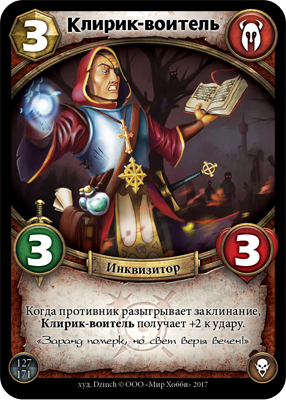 3
Клирик-воитель
3
Инквизитор
3
Когда противник разыгрывает заклинание,
Клирик-воитель получает +2 к удару.
«Заранд померк, но свет веры вечен!»
127
171
худ. Dzinch © ООО «Мир Хобби» 2017